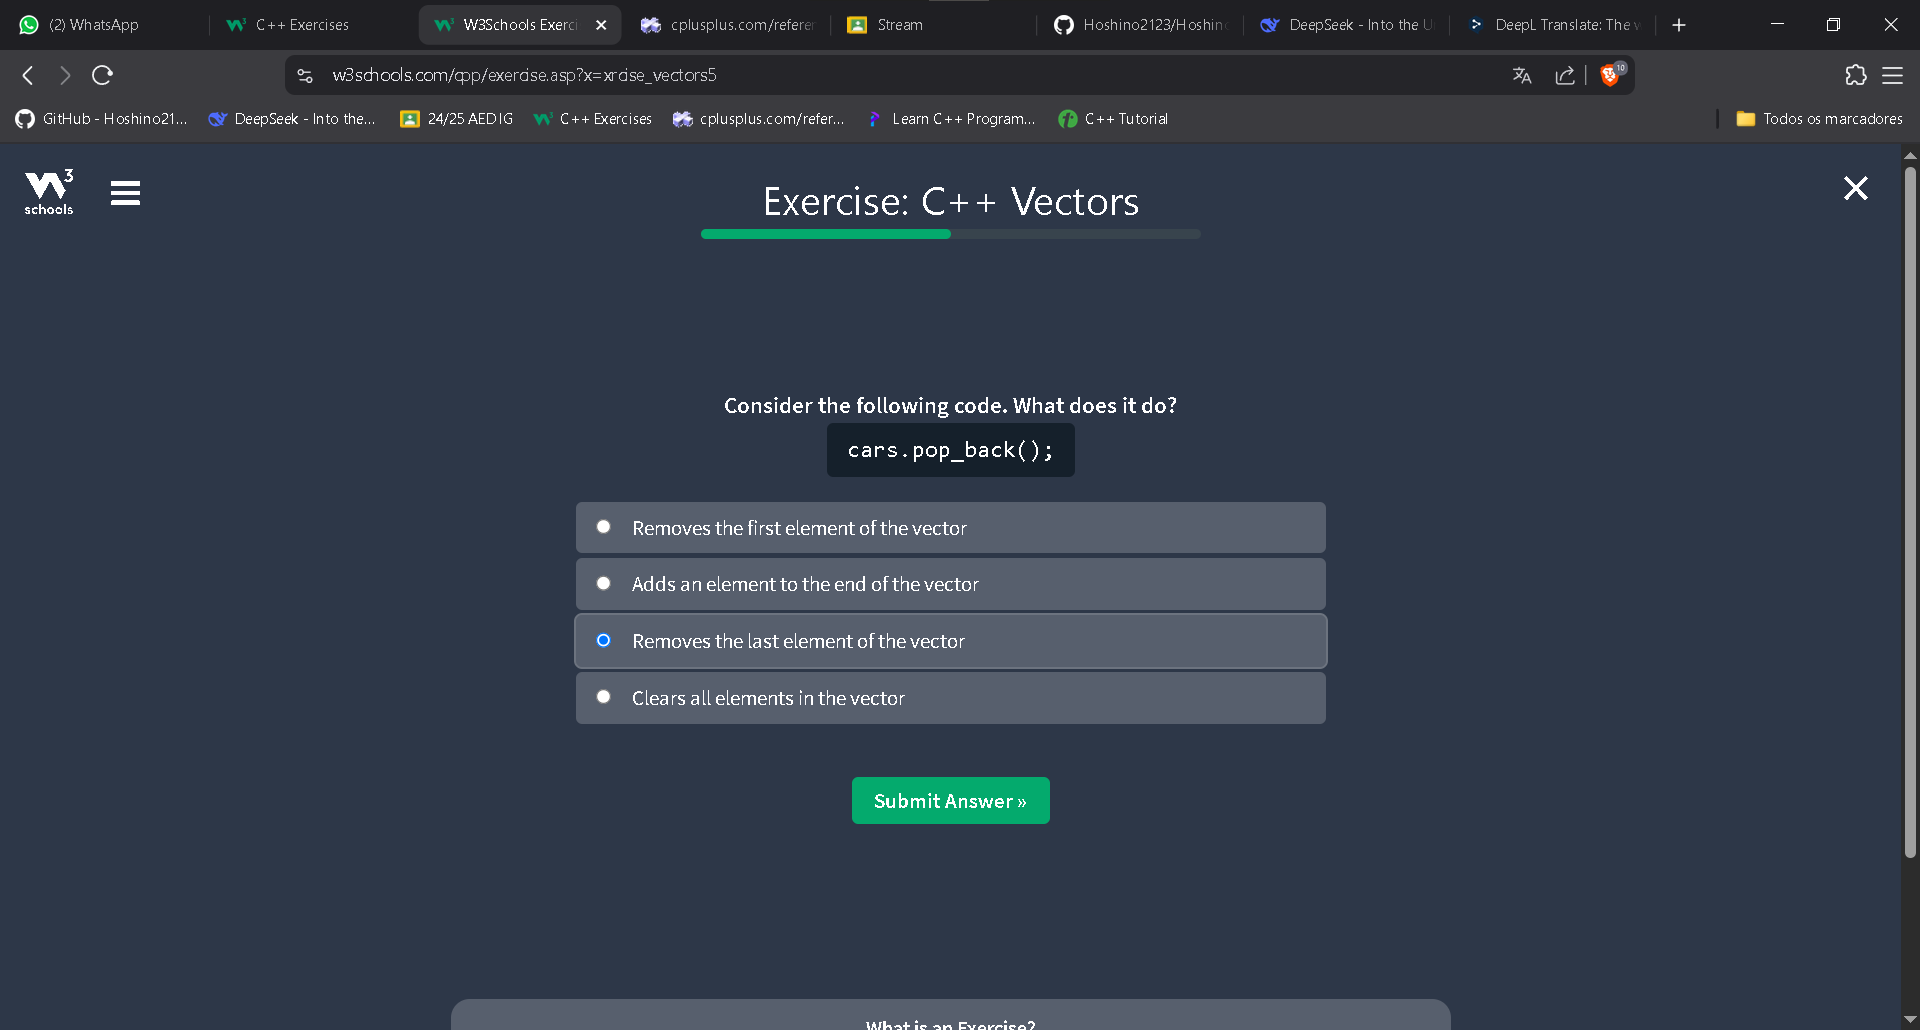 (2) WhatsApp
C++ Exercises
W3Schools Exerci
cplusplus.com/referer
Stream
Hoshino2123/Hoshino
DeepSeek - Into the U
DeepL Translate: The w
w3schools.com/cpp/exercise.asp?x=xrcise_vectors5
10
GitHub - Hoshino21...
DeepSeek - Into the...
24/25 AEDIG
C++ Exercises
cplusplus.com/refer...
Learn C++ Program...
C++ Tutorial
Todos os marcadores
3
schools
Exercise: C++ Vectors
Consider the following code. What does it do?
cars.pop_back();
Removes the first element of the vector
Adds an element to the end of the vector
Removes the last element of the vector
Clears all elements in the vector
Submit Answer »
What is an Exercise?